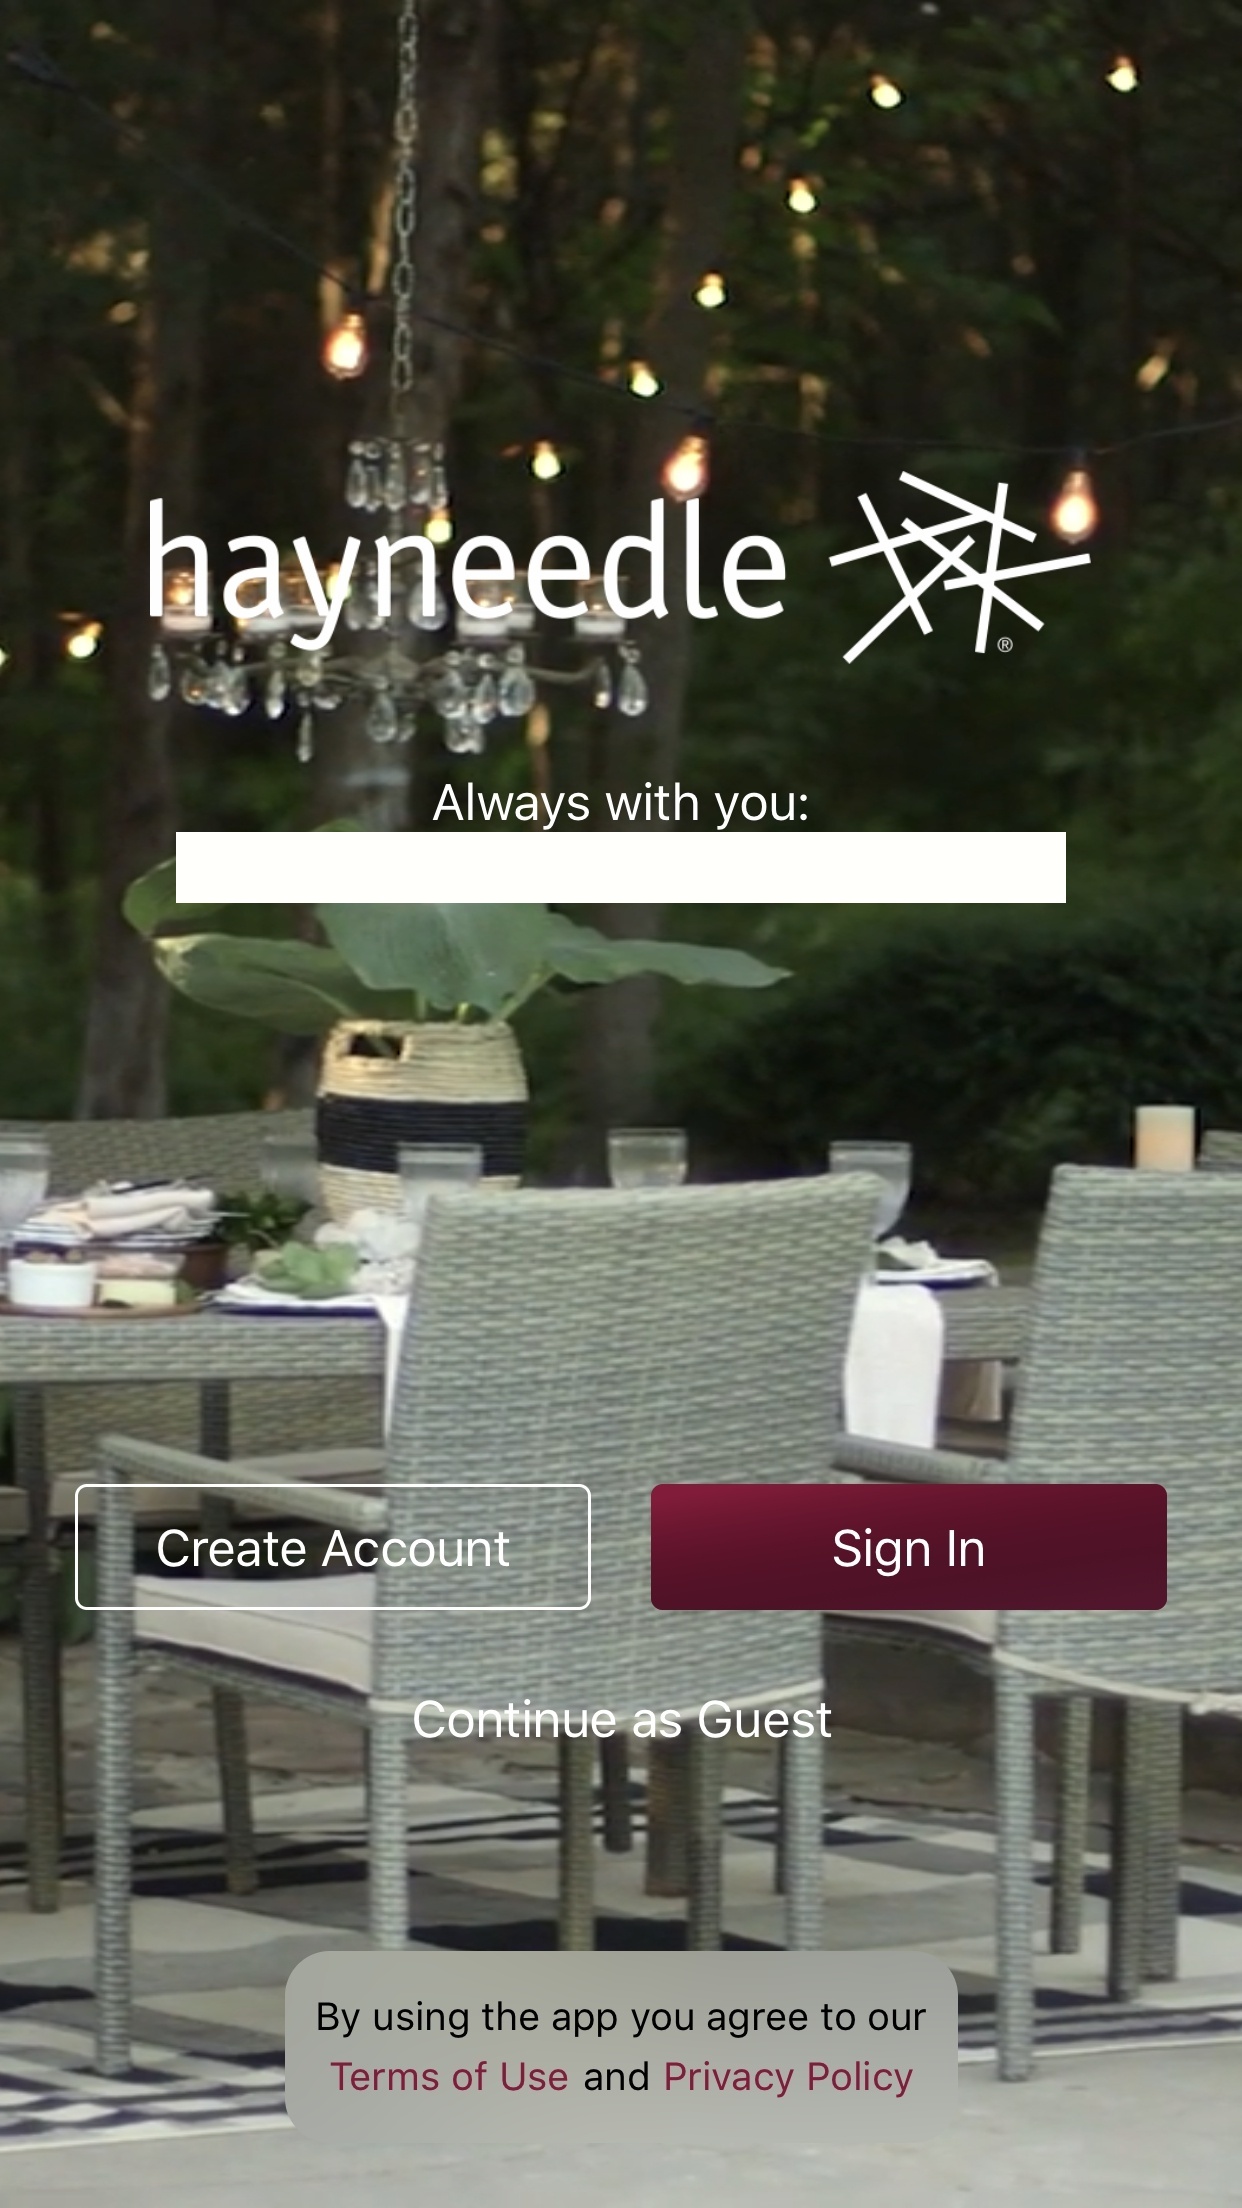 hayneedle
®
Always with you:
Create Account
Sign In
Continue as Guest
By using the app you agree to our
Terms of Use and Privacy Policy